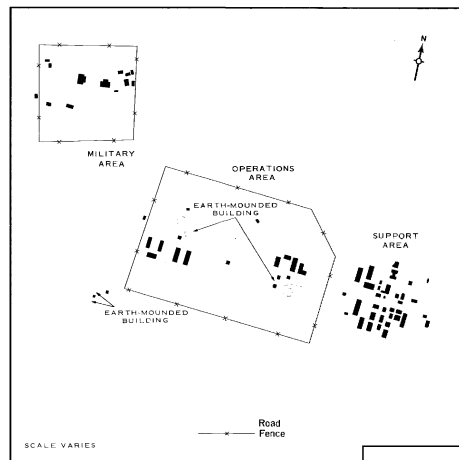 N
MILITARY
AREA
OPERATIONS
AREA
EARTH-MOUNDED
BUILDING
SUPPORT
AREA
EARTH-MOUNDED
BUILDING
Road
Fence
SCALE VARIES